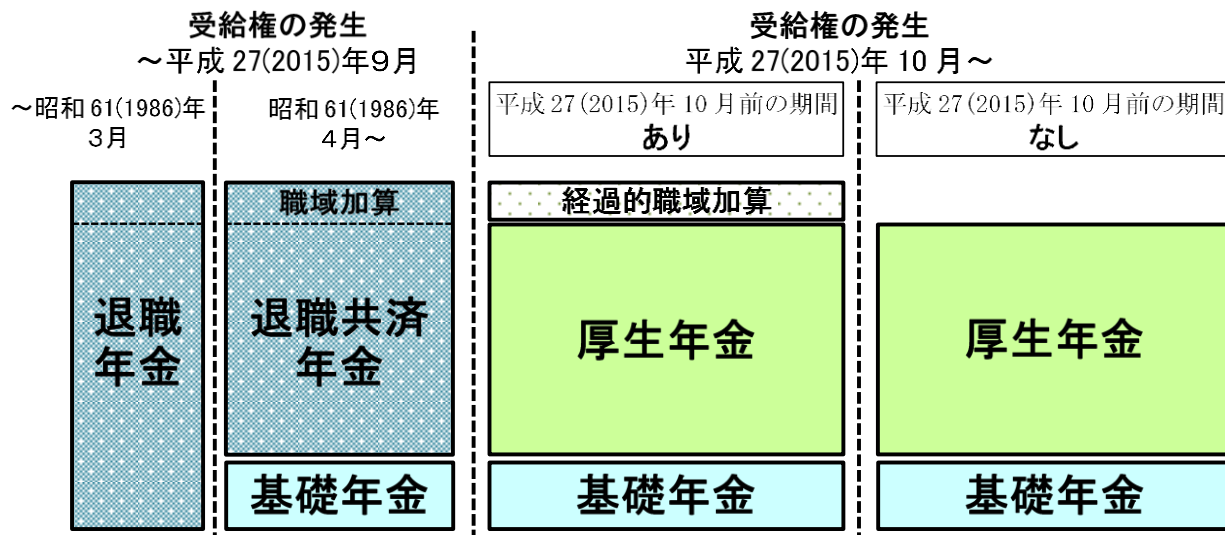 受給権の発生
～平成 27(2015)年９月
受給権の発生
平成 27(2015)年 10 月～
～昭和 61(1986)年
３月
昭和 61(1986)年
４月～
平成 27(2015)年 10 月前の期間
あり
平成 27(2015)年 10 月前の期間
なし
退職
年金
職域加算
退職共済
年金
基礎年金
経過的職域加算
厚生年金
基礎年金
厚生年金
基礎年金